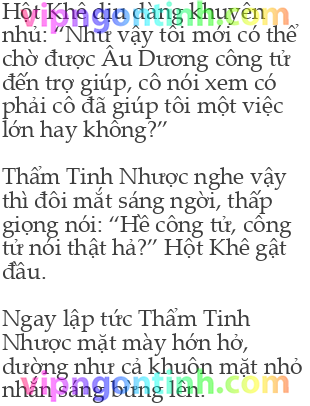 Hột Khê dịu dàng khuyên
nhủ: “Như vậy tôi mới có thể
chờ được Âu Dương công tử
đến trợ giúp, cô nói xem có
phải cô đã giúp tôi một việc
lớn hay không?”
Thẩm Tinh Nhược nghe vậy
thì đôi mắt sáng ngời, thấp
giọng nói: “Hề công tử, công
tử nói thật hả?” Hột Khê gật
đầu.
Ngay lập tức Thẩm Tinh
Nhược mặt mày hớn hở,
dường như cả khuôn mặt nhỏ
nhắn sáng bừng lên.
vipngontinh.com
vipngontinh.com